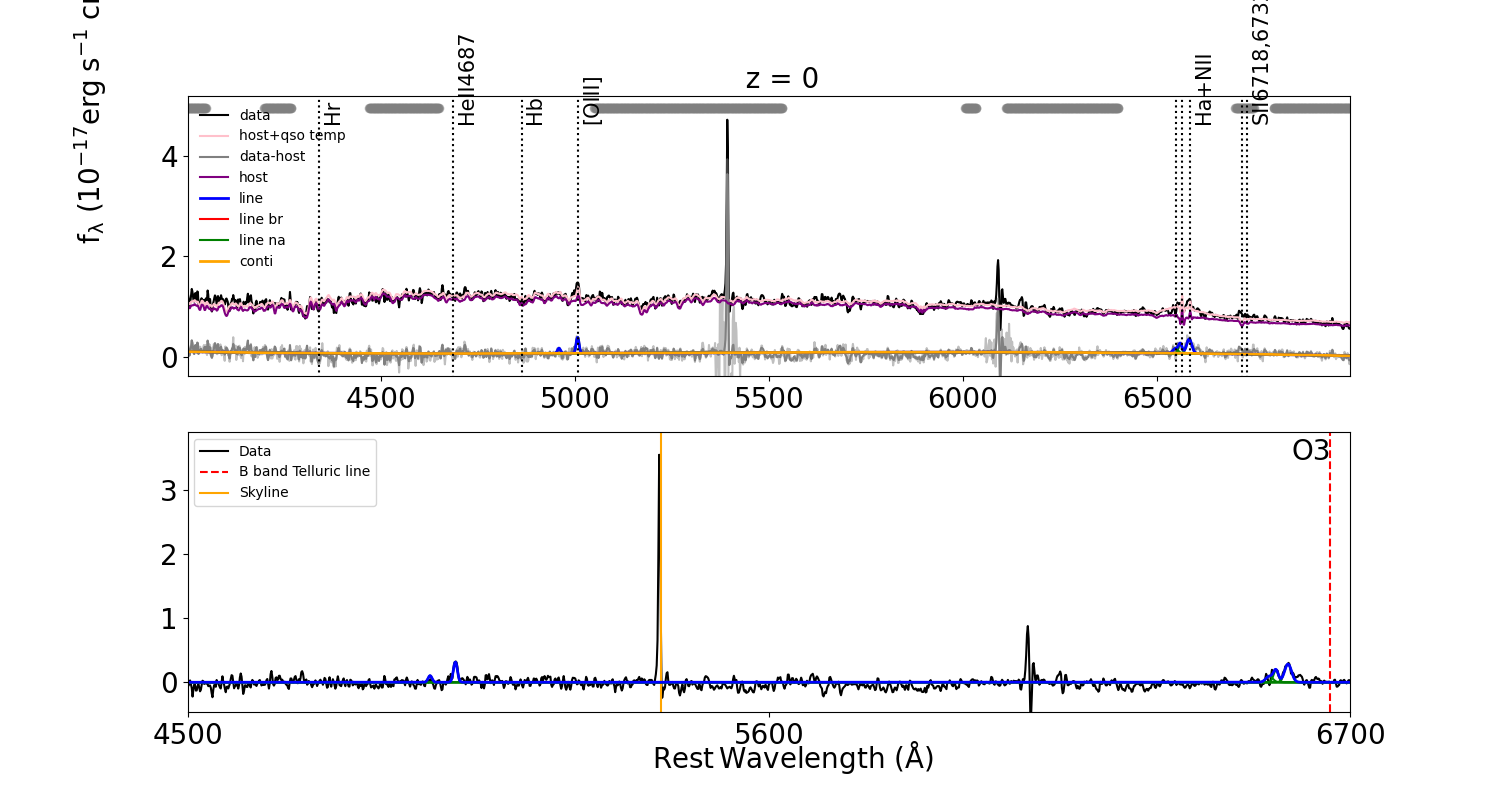 z = 0
f_λ (10^−17 erg s^−1
Hr
HeII4687
Hb
[OIII]
Ha+NII
data
host+qso temp
data-host
host
line
line br
line na
conti
4
2
0
4500 5000 5500 6000 6500
O3
Data
B band Telluric line
Skyline
3
2
1
0
4500 5600 6700
Rest Wavelength (Å)